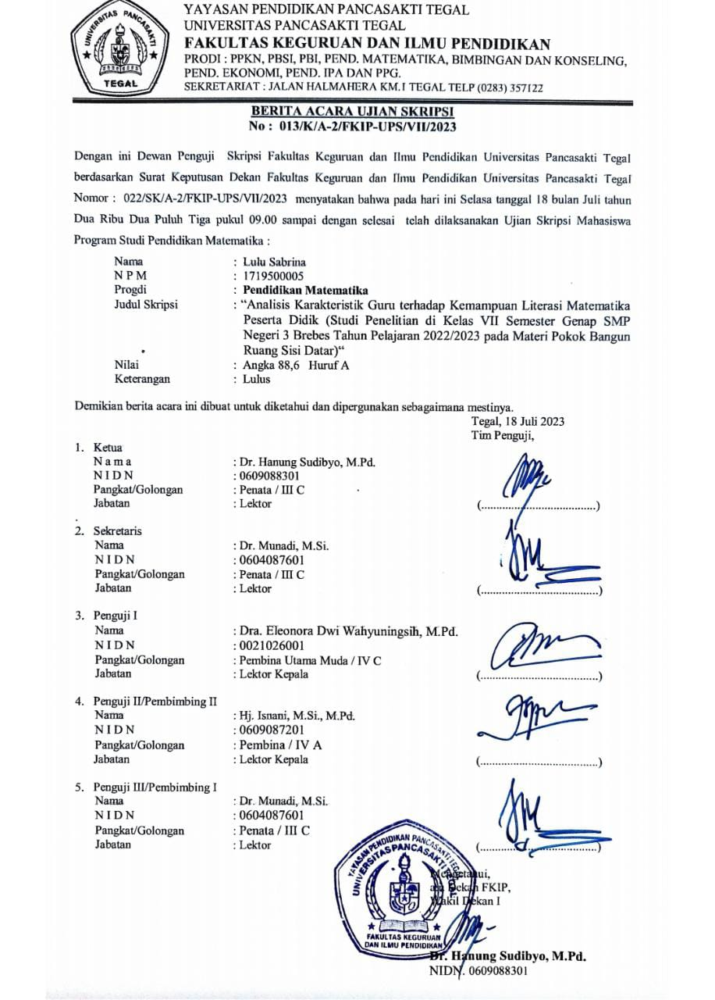 UNIVERSITAS PANCASAKTI
TEGAL
YAYASAN PENDIDIKAN PANCASAKTI TEGAL
UNIVERSITAS PANCASAKTI TEGAL
FAKULTAS KEGURUAN DAN ILMU PENDIDIKAN
PRODI : PPKN, PBSI, PBI, PEND. MATEMATIKA, BIMBINGAN DAN KONSELING,
PEND. EKONOMI, PEND. IPA DAN PPG.
SEKRETARIAT : JALAN HALMAHERA KM.1 TEGAL TELP (0283) 357122
BERITA ACARA UJIAN SKRIPSI
No : 013/K/A-2/FKIP-UPS/VII/2023
Dengan ini Dewan Penguji Skripsi Fakultas Keguruan dan Ilmu Pendidikan Universitas Pancasakti Tegal
berdasarkan Surat Keputusan Dekan Fakultas Keguruan dan Ilmu Pendidikan Universitas Pancasakti Tegal
Nomor : 022/SK/A-2/FKIP-UPS/VII/2023 menyatakan bahwa pada hari ini Selasa tanggal 18 bulan Juli tahun
Dua Ribu Dua Puluh Tiga pukul 09.00 sampai dengan selesai telah dilaksanakan Ujian Skripsi Mahasiswa
Program Studi Pendidikan Matematika :
Nama : Lulu Sabrina
N P M : 1719500005
Progdi : Pendidikan Matematika
Judul Skripsi : “Analisis Karakteristik Guru terhadap Kemampuan Literasi Matematika
Peserta Didik (Studi Penelitian di Kelas VII Semester Genap SMP
Negeri 3 Brebes Tahun Pelajaran 2022/2023 pada Materi Pokok Bangun
Ruang Sisi Datar)“
Nilai : Angka 88,6 Huruf A
Keterangan : Lulus
Demikian berita acara ini dibuat untuk diketahui dan dipergunakan sebagaimana mestinya.
Tegal, 18 Juli 2023
Tim Penguji,
1. Ketua
N a m a : Dr. Hanung Sudibyo, M.Pd.
N I D N : 0609088301
Pangkat/Golongan : Penata / III C
Jabatan : Lektor (......................................)
2. Sekretaris
Nama : Dr. Munadi, M.Si.
N I D N : 0604087601
Pangkat/Golongan : Penata / III C
Jabatan : Lektor (.......................................)
3. Penguji I
Nama : Dra. Eleonora Dwi Wahyuningsih, M.Pd.
N I D N : 0021026001
Pangkat/Golongan : Pembina Utama Muda / IV C
Jabatan : Lektor Kepala (.......................................)
4. Penguji II/Pembimbing II
Nama : Hj. Isnani, M.Si., M.Pd.
N I D N : 0609087201
Pangkat/Golongan : Pembina / IV A
Jabatan : Lektor Kepala (.......................................)
5. Penguji III/Pembimbing I
Nama : Dr. Munadi, M.Si.
N I D N : 0604087601
Pangkat/Golongan : Penata / III C
Jabatan : Lektor (.......................................)
YAYASAN PENDIDIKAN PANCASAKTI TEGAL
UNIVERSITAS PANCASAKTI TEGAL
FAKULTAS KEGURUAN
DAN ILMU PENDIDIKAN
Mengetahui,
a.n Dekan FKIP,
Wakil Dekan I
Dr. Hanung Sudibyo, M.Pd.
NIDN. 0609088301